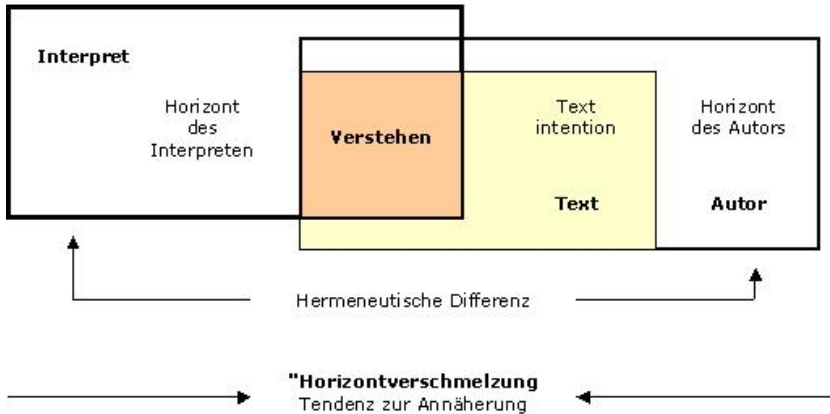 Interpret
Horizont
des
Interpreten
Verstehen
Text
intention
Text
Horizont
des Autors
Autor
Hermeneutische Differenz
"Horizontverschmelzung
Tendenz zur Annäherung